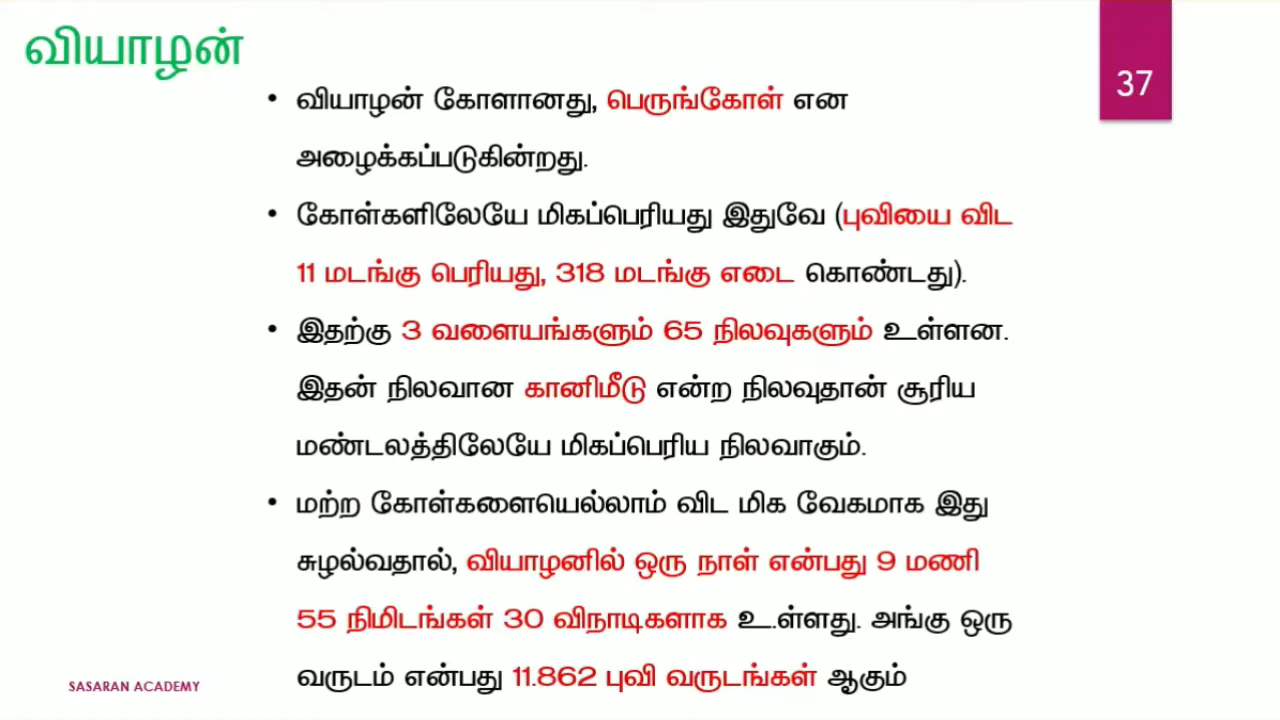 வியாழன்
37
• வியாழன் கோளானது, பெருங்கோள் என
அழைக்கப்படுகின்றது.
• கோள்களிலேயே மிகப்பெரியது இதுவே (புவியை விட
11 மடங்கு பெரியது, 318 மடங்கு எடை கொண்டது).
• இதற்கு 3 வளையங்களும் 65 நிலவுகளும் உள்ளன.
இதன் நிலவான கானிமீடு என்ற நிலவுதான் சூரிய
மண்டலத்திலேயே மிகப்பெரிய நிலவாகும்.
• மற்ற கோள்களையெல்லாம் விட மிக வேகமாக இது
சுழல்வதால், வியாழனில் ஒரு நாள் என்பது 9 மணி
55 நிமிடங்கள் 30 விநாடிகளாக உ.ள்ளது. அங்கு ஒரு
வருடம் என்பது 11.862 புவி வருடங்கள் ஆகும்
SASARAN ACADEMY